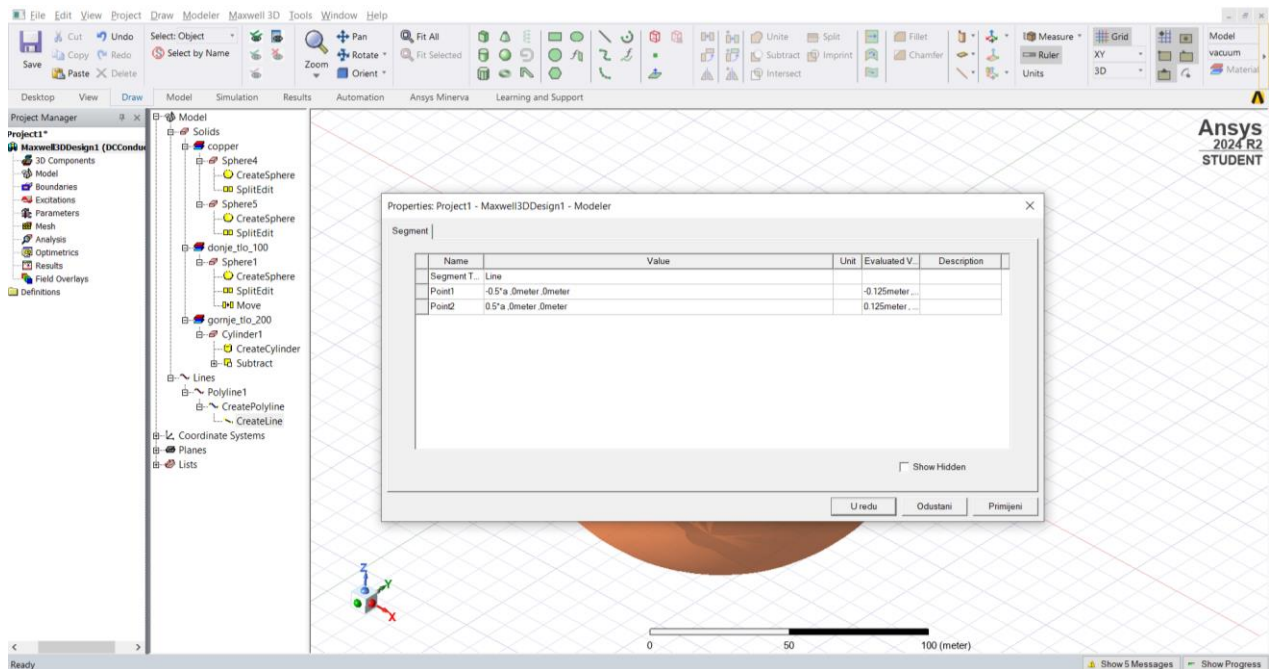 File Edit View Project Draw Modeler Maxwell 3D Tools Window Help
Save
Cut Undo
Copy Redo
Paste Delete
Select: Object
Select by Name
Zoom
Pan
Rotate
Orient
Fit All
Fit Selected
Unite Split
Subtract Imprint
Intersect
Fillet
Chamfer
Measure
Ruler
Units
Grid
XY
3D
Model
vacuum
Material
Desktop View Draw Model Simulation Results Automation Ansys Minerva Learning and Support
Project Manager
Project1*
Maxwell3DDesign1 (DCCondu
3D Components
Model
Boundaries
Excitations
Parameters
Mesh
Analysis
Optimetrics
Results
Field Overlays
Definitions
Model
Solids
copper
Sphere4
CreateSphere
SplitEdit
Sphere5
CreateSphere
SplitEdit
donje_tlo_100
Sphere1
CreateSphere
SplitEdit
Move
gornje_tlo_200
Cylinder1
CreateCylinder
Subtract
Lines
Polyline1
CreatePolyline
CreateLine
Coordinate Systems
Planes
Lists
Ansys
2024 R2
STUDENT
Properties: Project1 - Maxwell3DDesign1 - Modeler
Segment
Name Value Unit Evaluated V... Description
Segment T... Line
Point1 -0.5*a ,0meter ,0meter -0.125meter ,...
Point2 0.5*a ,0meter ,0meter 0.125meter , ...
Show Hidden
U redu Odustani Primijeni
Z
Y
X
0 50 100 (meter)
Ready
Show 5 Messages Show Progress